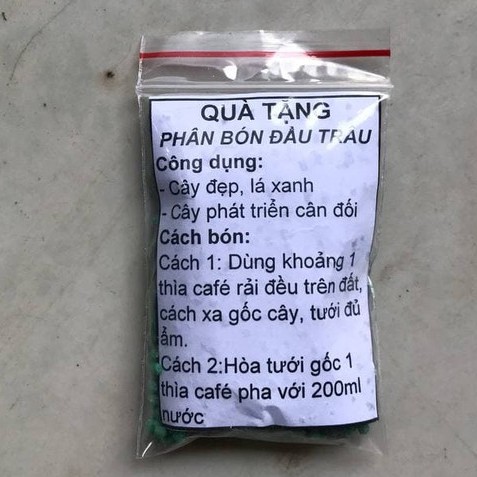 QUÀ TẶNG
PHÂN BÓN ĐẦU TRÂU
Công dụng:
- Cây đẹp, lá xanh
- Cây phát triển cân đối
Cách bón:
Cách 1: Dùng khoảng 1
thìa café rải đều trên đất,
cách xa gốc cây, tưới đủ
ẩm.
Cách 2:Hòa tưới gốc 1
thìa café pha với 200ml
nước